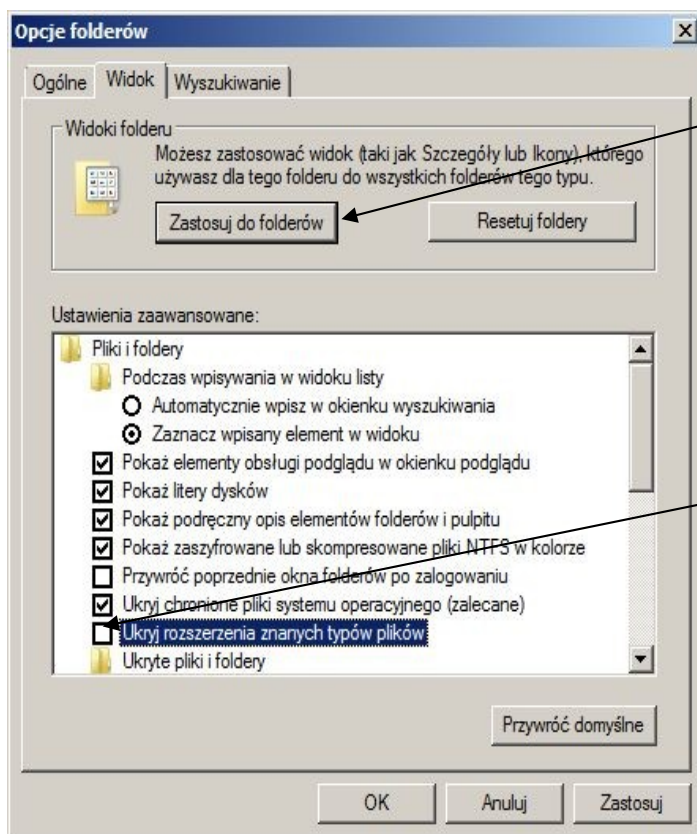 Opcje folderów
Ogólne Widok Wyszukiwanie
Widoki folderu
Możesz zastosować widok (taki jak Szczegóły lub Ikony), którego
używasz dla tego folderu do wszystkich folderów tego typu.
Zastosuj do folderów Resetuj foldery
Ustawienia zaawansowane:
Pliki i foldery
Podczas wpisywania w widoku listy
Automatycznie wpisz w okienku wyszukiwania
Zaznacz wpisany element w widoku
Pokaż elementy obsługi podglądu w okienku podglądu
Pokaż litery dysków
Pokaż podręczny opis elementów folderów i pulpitu
Pokaż zaszyfrowane lub skompresowane pliki NTFS w kolorze
Przywróć poprzednie okna folderów po zalogowaniu
Ukryj chronione pliki systemu operacyjnego (zalecane)
Ukryj rozszerzenia znanych typów plików
Ukryte pliki i foldery
Przywróć domyślne
OK Anuluj Zastosuj